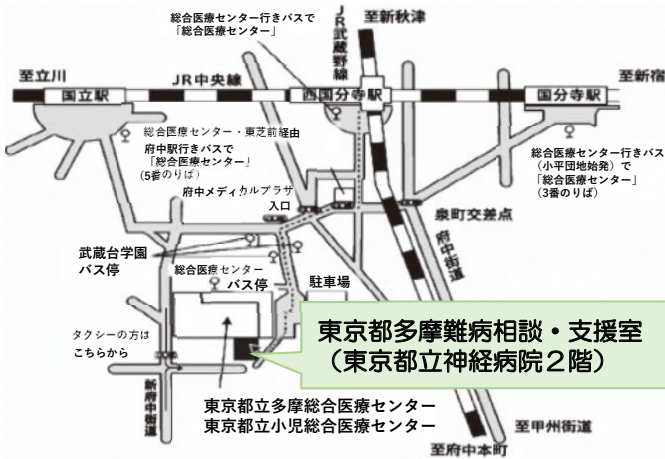 総合医療センター行きバスで
「総合医療センター」
JR武蔵野線
至新秋津
至立川
JR中央線
至新宿
国立駅
西国分寺駅
国分寺駅
総合医療センター・東芝前経由
府中駅行きバスで
「総合医療センター」
(5番のりば)
総合医療センター行きバス
(小平団地始発)で
「総合医療センター」
(3番のりば)
府中メディカルプラザ
入口
泉町交差点
府中街道
武蔵台学園
バス停
総合医療センター
バス停
駐車場
タクシーの方は
こちらから
新府中街道
東京都多摩難病相談・支援室
(東京都立神経病院2階)
東京都立多摩総合医療センター
東京都立小児総合医療センター
至甲州街道
至府中本町